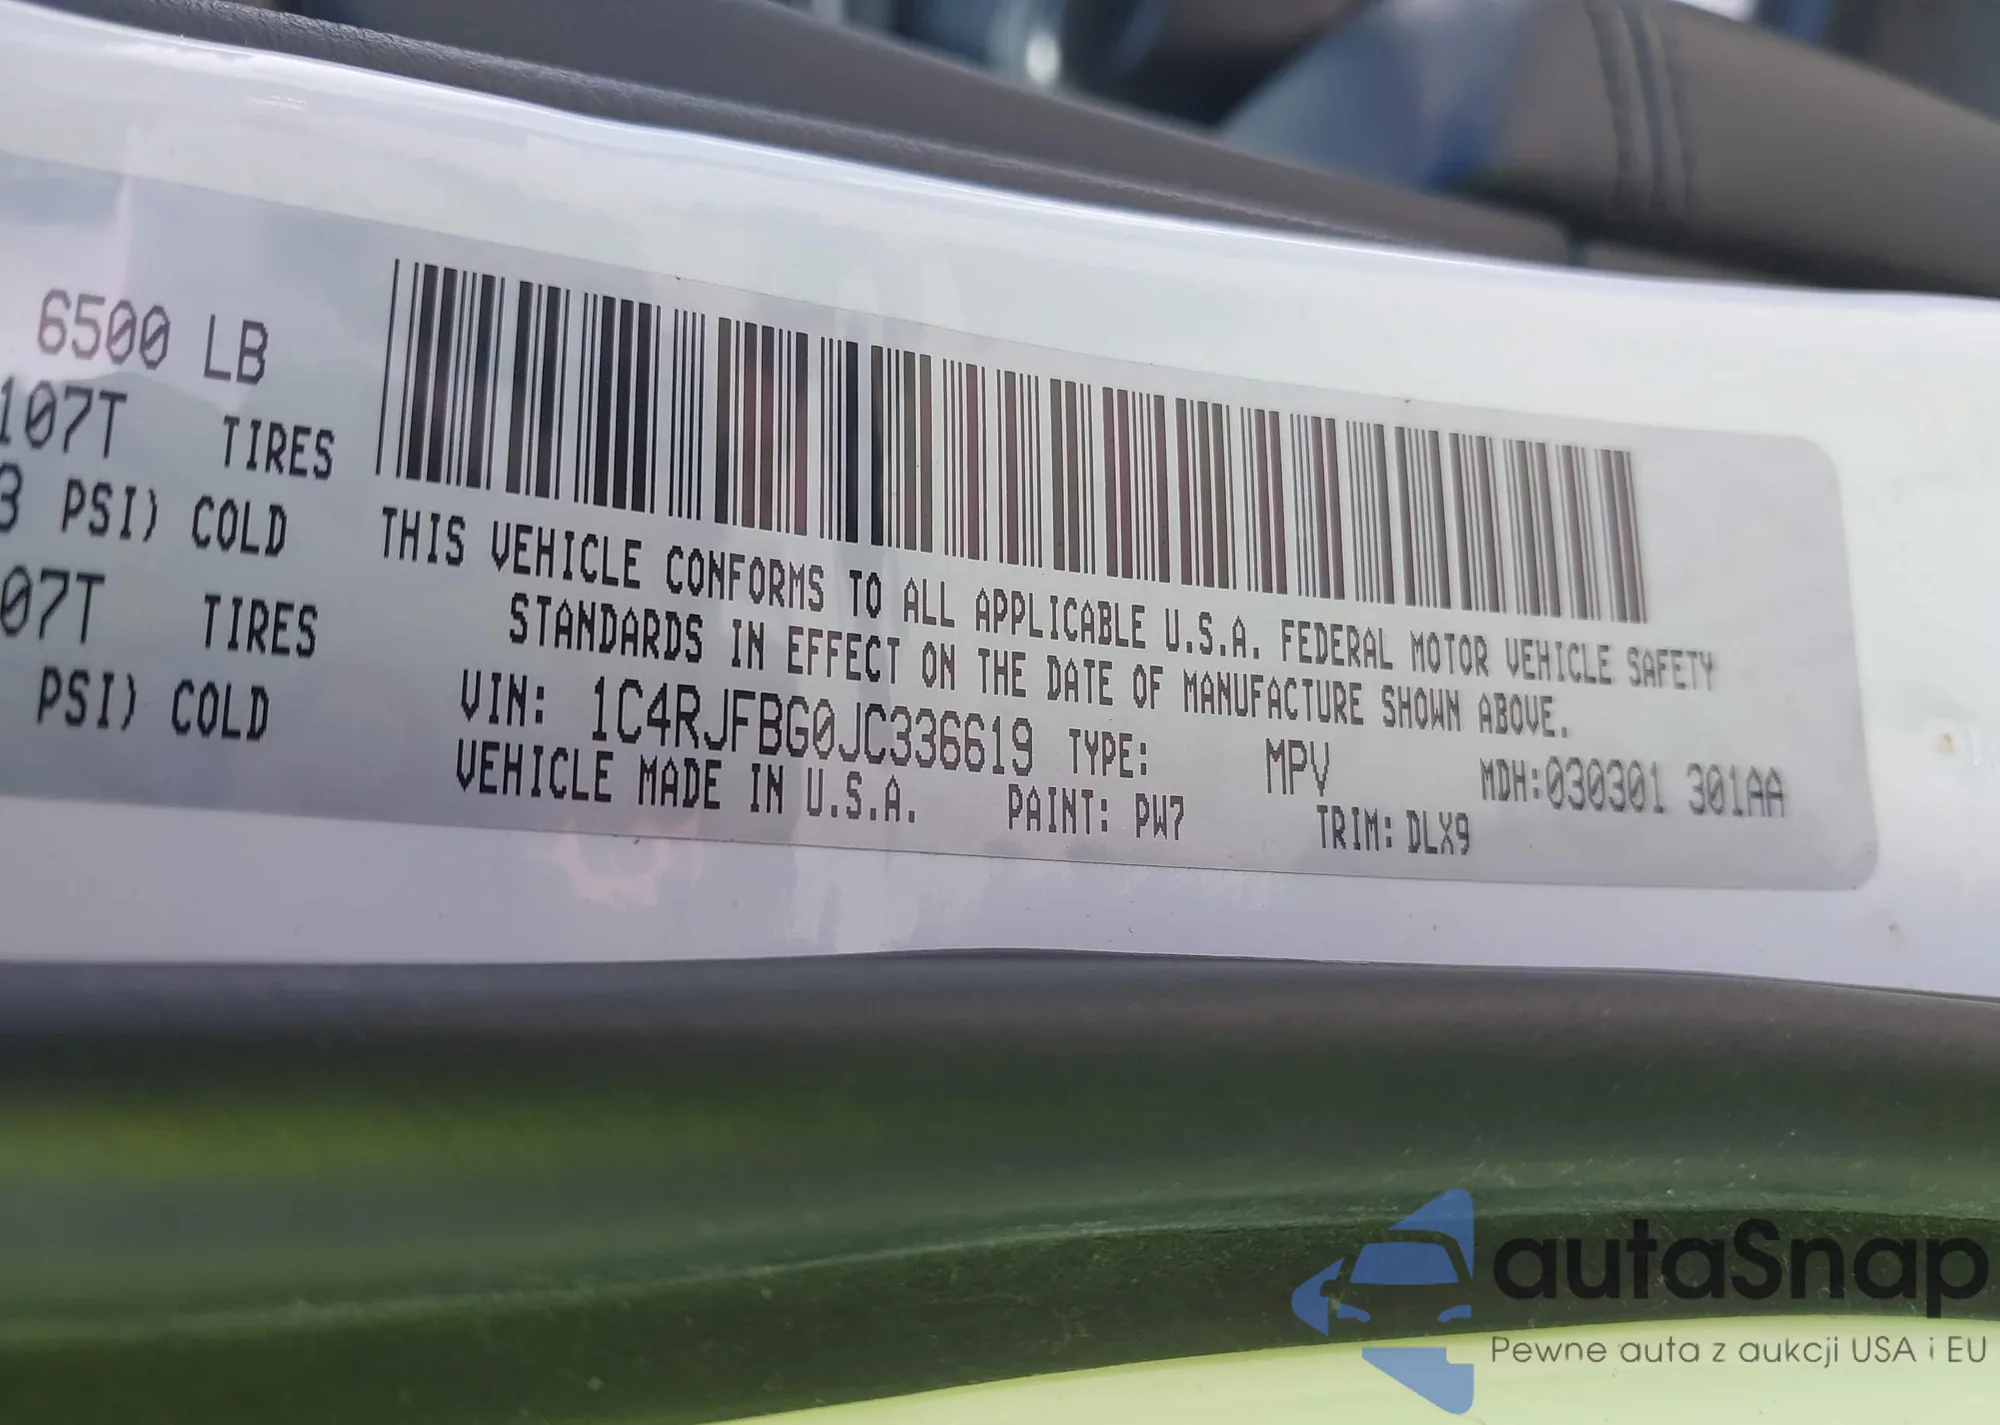 6500 LB
107T TIRES
3 PSI) COLD
07T TIRES
PSI) COLD
THIS VEHICLE CONFORMS TO ALL APPLICABLE U.S.A. FEDERAL MOTOR VEHICLE SAFETY
STANDARDS IN EFFECT ON THE DATE OF MANUFACTURE SHOWN ABOVE.
VIN: 1C4RJFBG0JC336619 TYPE: MPV MDH:030301 301AA
VEHICLE MADE IN U.S.A. PAINT: PW7 TRIM: DLX9
autaSnap
Pewne auta z aukcji USA i EU